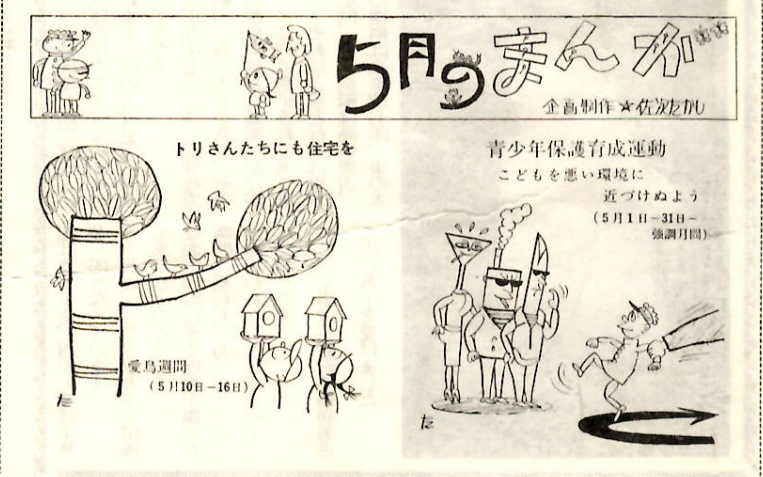 5月のまんが
企画制作★佐次たかし
トリさんたちにも住宅を
愛鳥週間
(5月10日-16日)
た
青少年保護育成運動
こどもを悪い環境に
近づけぬよう
(5月1日-31日-
強調月間)
た